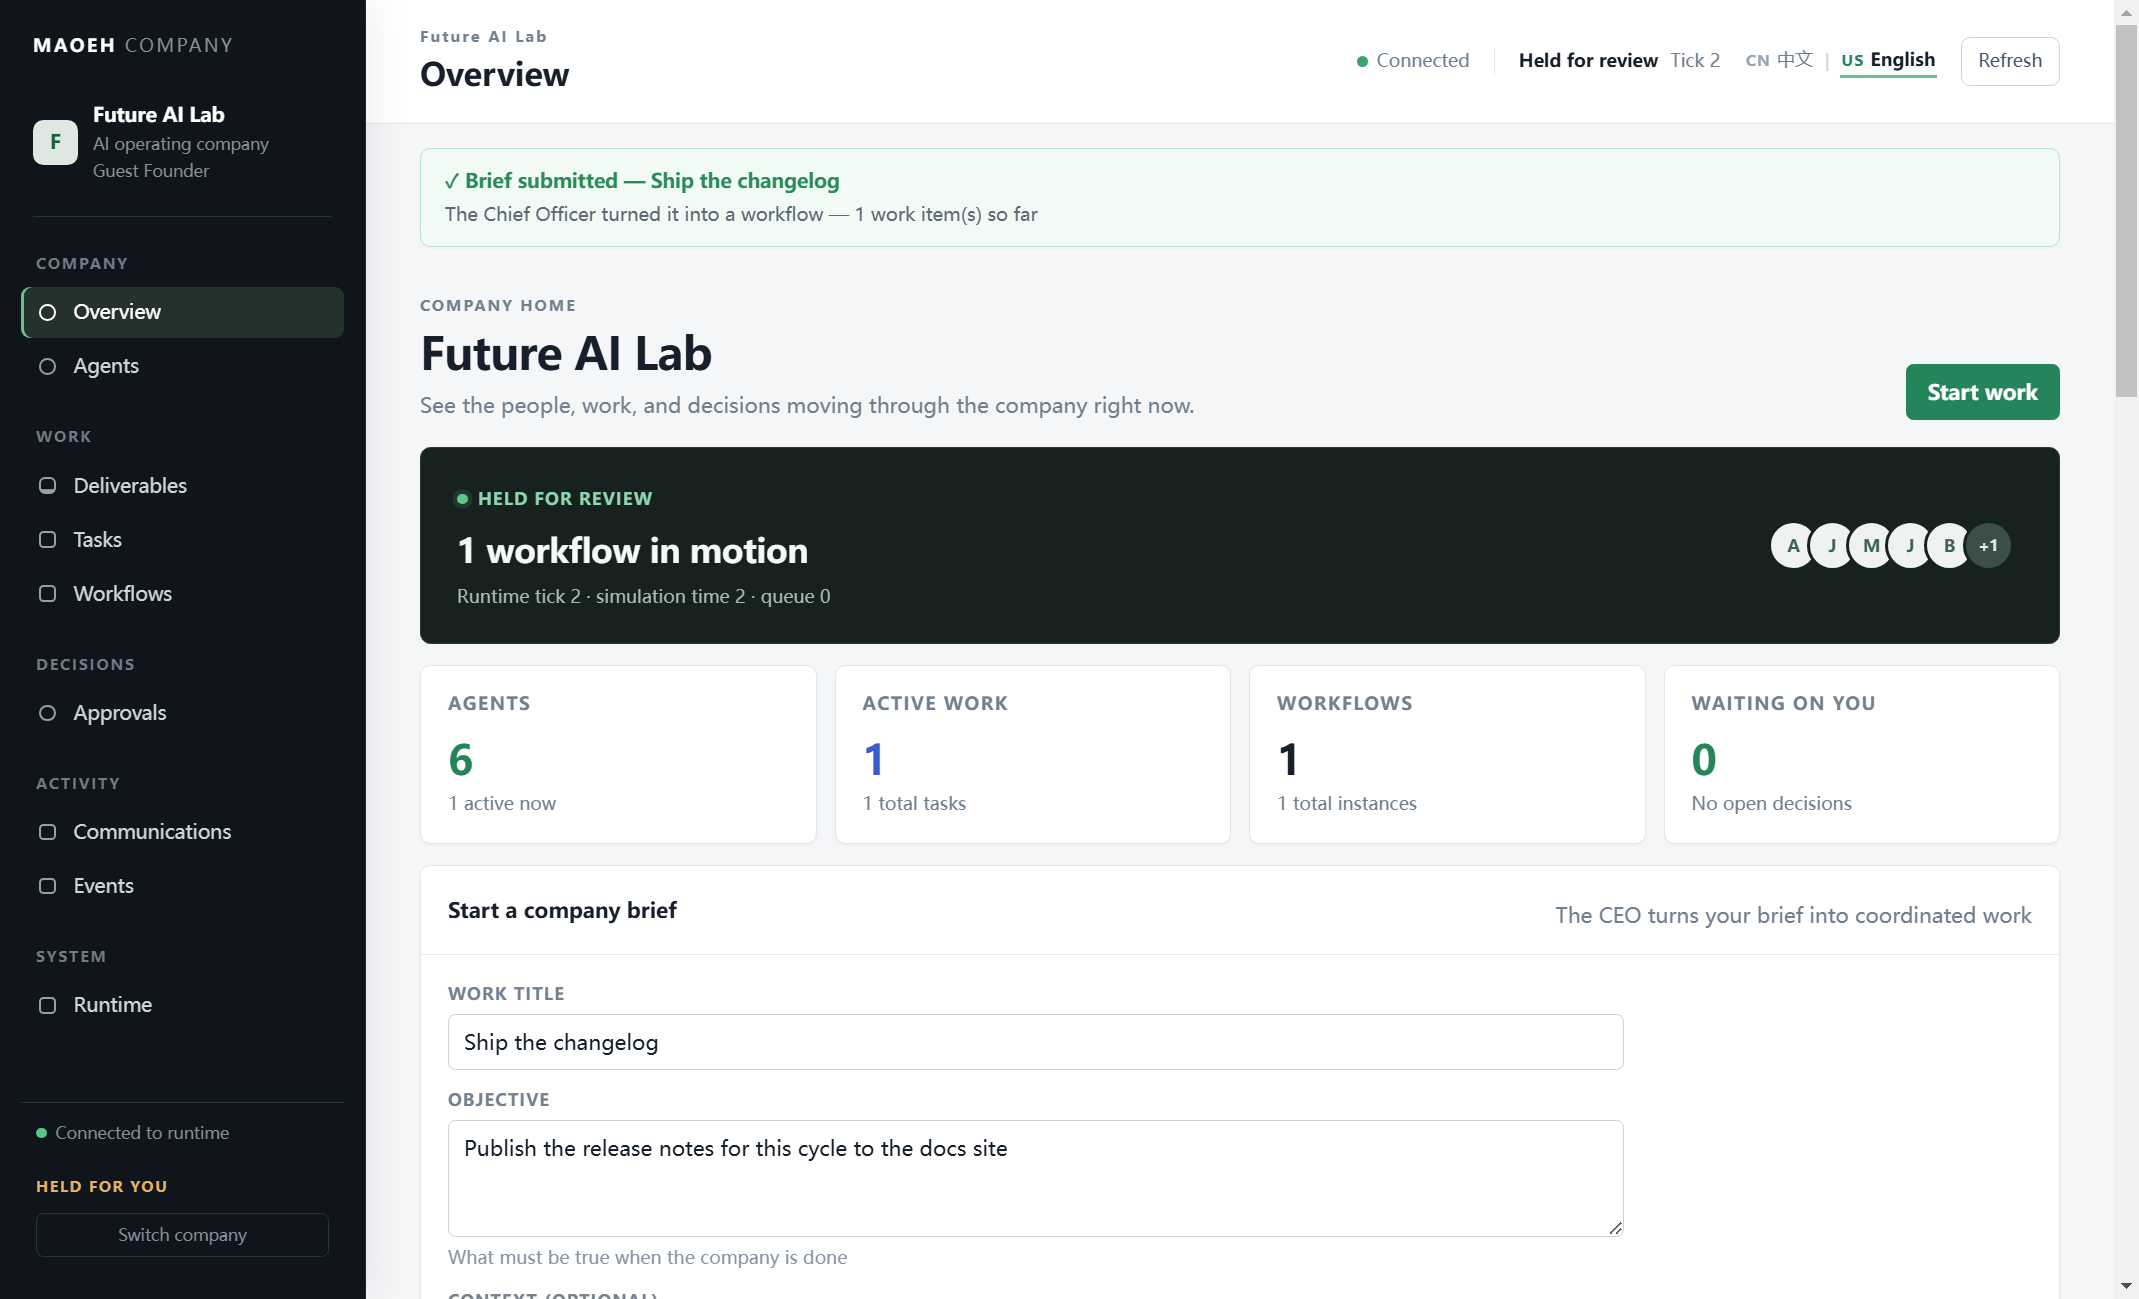 MAOEH COMPANY
F
Future AI Lab
AI operating company
Guest Founder
COMPANY
Overview
Agents
WORK
Deliverables
Tasks
Workflows
DECISIONS
Approvals
ACTIVITY
Communications
Events
SYSTEM
Runtime
Connected to runtime
HELD FOR YOU
Switch company
Future AI Lab
Overview
Connected
Held for review Tick 2
CN 中文 | US English
Refresh
✓ Brief submitted — Ship the changelog
The Chief Officer turned it into a workflow — 1 work item(s) so far
COMPANY HOME
Future AI Lab
See the people, work, and decisions moving through the company right now.
Start work
HELD FOR REVIEW
1 workflow in motion
Runtime tick 2 · simulation time 2 · queue 0
A J M J B +1
AGENTS
6
1 active now
ACTIVE WORK
1
1 total tasks
WORKFLOWS
1
1 total instances
WAITING ON YOU
0
No open decisions
Start a company brief
The CEO turns your brief into coordinated work
WORK TITLE
Ship the changelog
OBJECTIVE
Publish the release notes for this cycle to the docs site
What must be true when the company is done
CONTEXT (OPTIONAL)